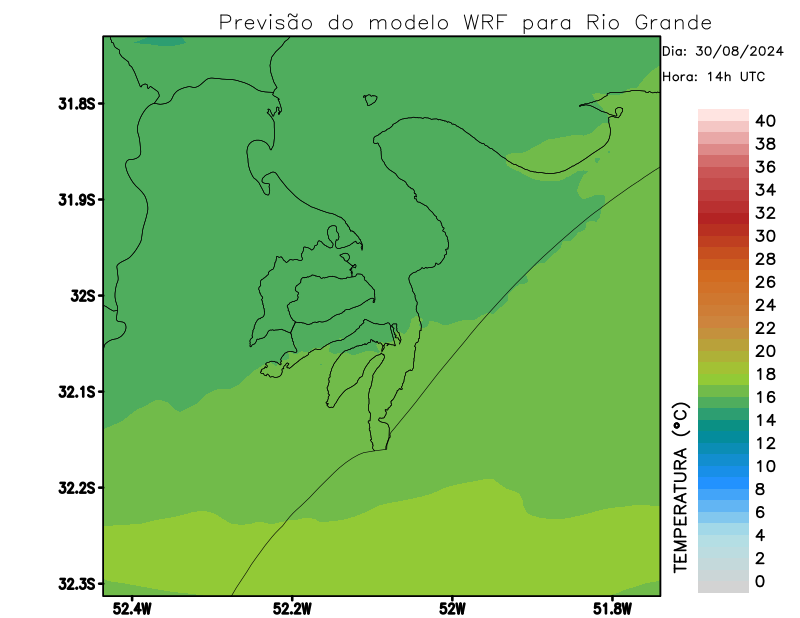 Previsão do modelo WRF para Rio Grande
Dia: 30/08/2024
Hora: 14h UTC
31.8S
31.9S
32S
32.1S
32.2S
32.3S
52.4W
52.2W
52W
51.8W
TEMPERATURA (°C)
40
38
36
34
32
30
28
26
24
22
20
18
16
14
12
10
8
6
4
2
0